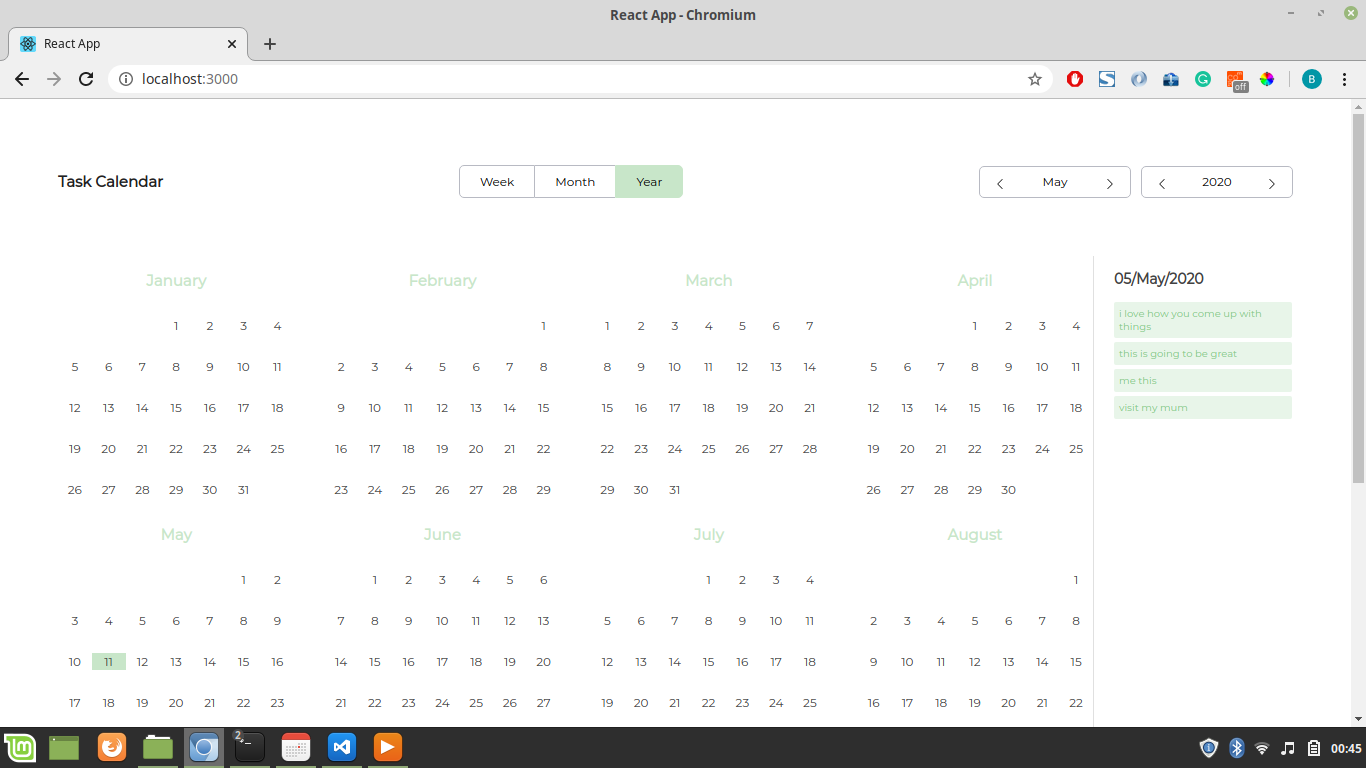 React App - Chromium
React App
localhost:3000
off
B
Task Calendar
Week Month Year
May
2020
January February March April
1 2 3 4
1
1 2 3 4 5 6 7
1 2 3 4
5 6 7 8 9 10 11
2 3 4 5 6 7 8
8 9 10 11 12 13 14
5 6 7 8 9 10 11
12 13 14 15 16 17 18
9 10 11 12 13 14 15
15 16 17 18 19 20 21
12 13 14 15 16 17 18
19 20 21 22 23 24 25
16 17 18 19 20 21 22
22 23 24 25 26 27 28
19 20 21 22 23 24 25
26 27 28 29 30 31
23 24 25 26 27 28 29
29 30 31
26 27 28 29 30
May June July August
1 2
1 2 3 4 5 6
1 2 3 4
1
3 4 5 6 7 8 9
7 8 9 10 11 12 13
5 6 7 8 9 10 11
2 3 4 5 6 7 8
10 11 12 13 14 15 16
14 15 16 17 18 19 20
12 13 14 15 16 17 18
9 10 11 12 13 14 15
17 18 19 20 21 22 23
21 22 23 24 25 26 27
19 20 21 22 23 24 25
16 17 18 19 20 21 22
05/May/2020
i love how you come up with
things
this is going to be great
me this
visit my mum
2
00:45